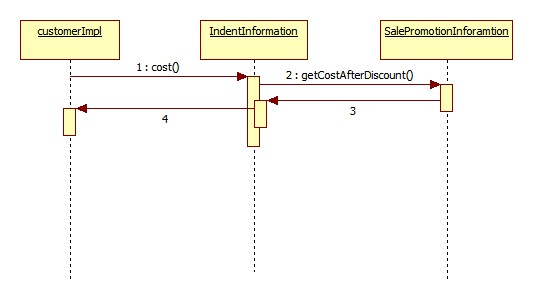 customerImpl
IndentInformation
SalePromotionInforamtion
1 : cost()
2 : getCostAfterDiscount()
3
4